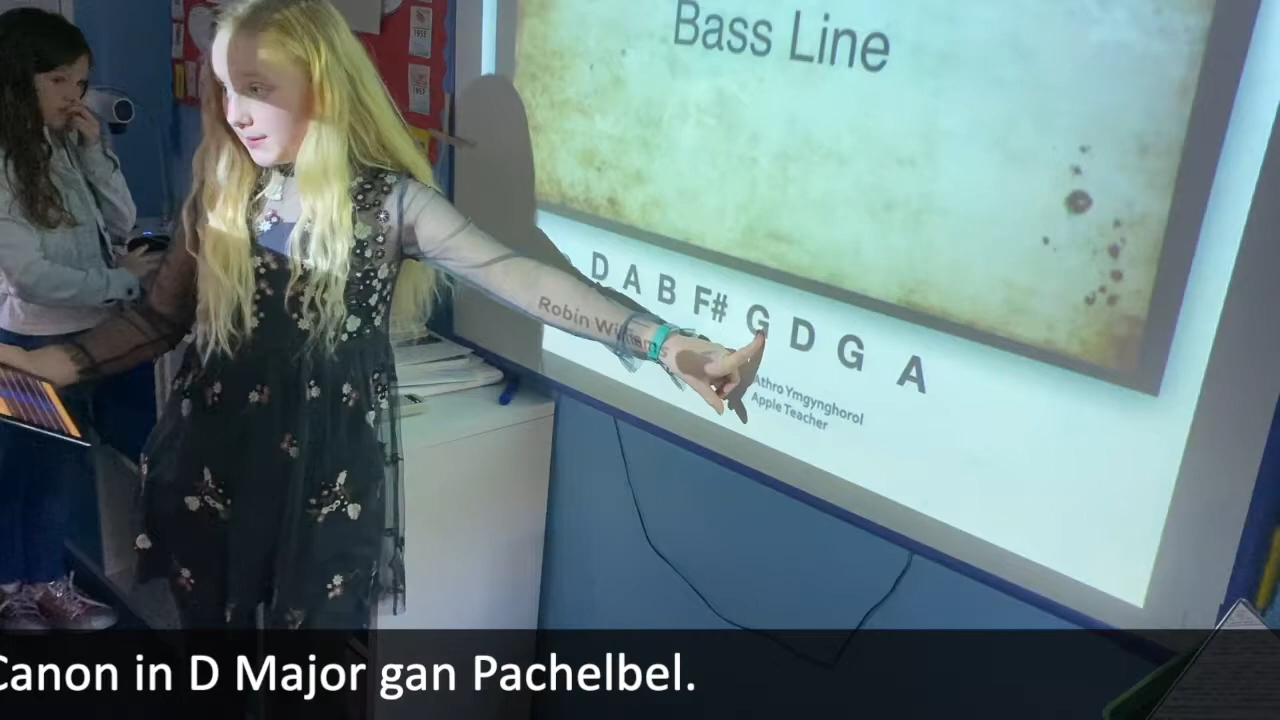 Bass Line
D A B F# G D G A
Robin Williams
Athro Ymgynghorol
Apple Teacher
Canon in D Major gan Pachelbel.